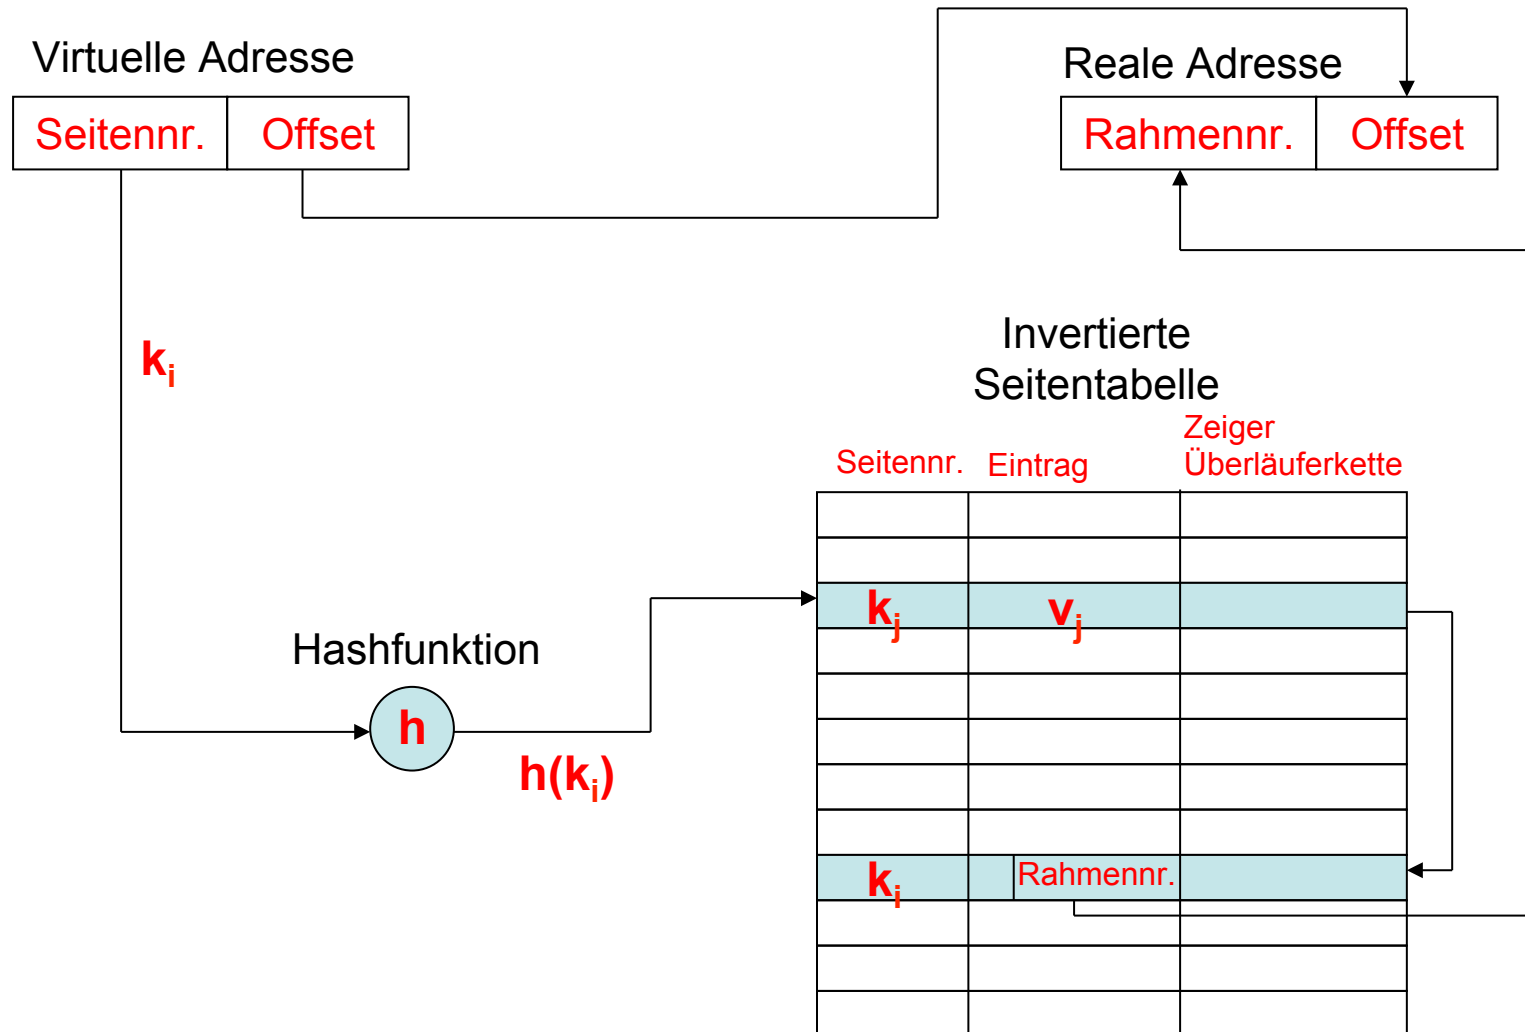 Virtuelle Adresse
Seitennr. Offset
Reale Adresse
Rahmennr. Offset
kᵢ
Invertierte
Seitentabelle
Seitennr. Eintrag Zeiger
Überläuferkette
kⱼ vⱼ
Hashfunktion
h
h(kᵢ)
kᵢ Rahmennr.